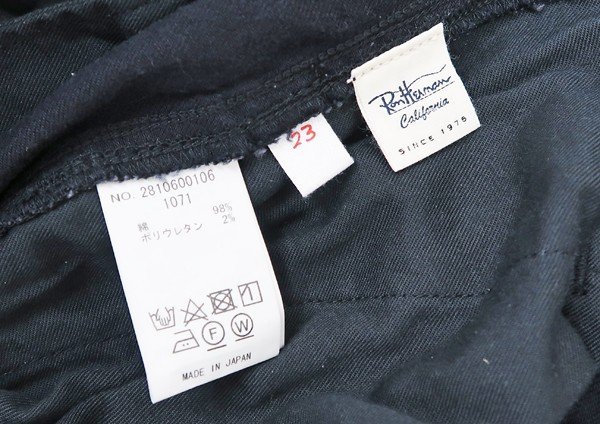 NO. 2810600106
1071
綿 98%
ポリウレタン 2%
F W
MADE IN JAPAN
23
Ron Herman
California
SINCE 1976